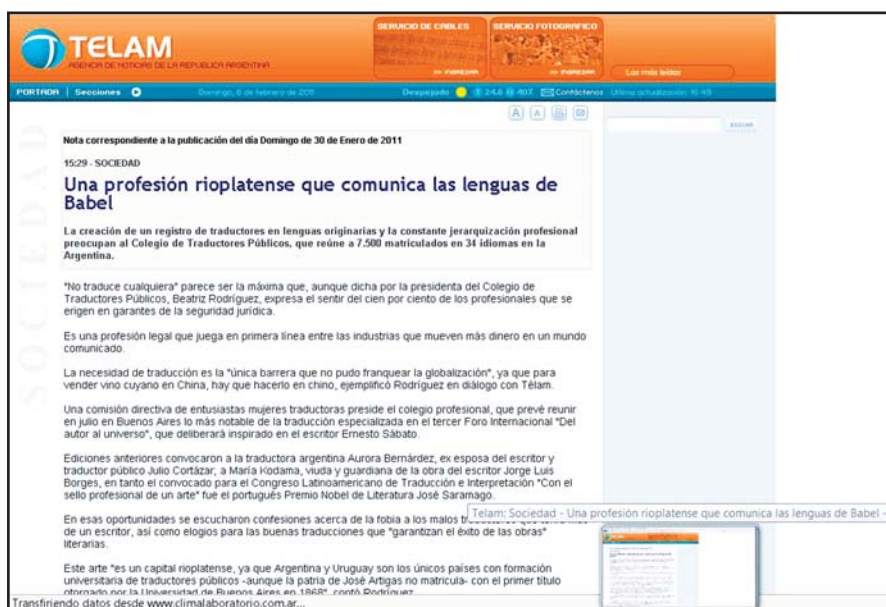 SERVICIO DE CABLES
SERVICIO FOTOGRAFICO
TELAM
AGENCIA DE NOTICIAS DE LA REPUBLICA ARGENTINA
>> INGRESAR
>> INGRESAR
Las más leídas
PORTADA | Secciones
Domingo, 6 de febrero de 2011
Despejado
T 24,6 H 40%
Contáctenos
Última actualización: 16:49
A A
BUSCAR
SOCIEDAD
Nota correspondiente a la publicación del día Domingo de 30 de Enero de 2011
15:29 - SOCIEDAD
Una profesión rioplatense que comunica las lenguas de
Babel
La creación de un registro de traductores en lenguas originarias y la constante jerarquización profesional
preocupan al Colegio de Traductores Públicos, que reúne a 7.500 matriculados en 34 idiomas en la
Argentina.
"No traduce cualquiera" parece ser la máxima que, aunque dicha por la presidenta del Colegio de
Traductores Públicos, Beatriz Rodríguez, expresa el sentir del cien por ciento de los profesionales que se
erigen en garantes de la seguridad jurídica.
Es una profesión legal que juega en primera línea entre las industrias que mueven más dinero en un mundo
comunicado.
La necesidad de traducción es la "única barrera que no pudo franquear la globalización", ya que para
vender vino cuyano en China, hay que hacerlo en chino, ejemplificó Rodríguez en diálogo con Télam.
Una comisión directiva de entusiastas mujeres traductoras preside el colegio profesional, que prevé reunir
en julio en Buenos Aires lo más notable de la traducción especializada en el tercer Foro Internacional "Del
autor al universo", que deliberará inspirado en el escritor Ernesto Sábato.
Ediciones anteriores convocaron a la traductora argentina Aurora Bernárdez, ex esposa del escritor y
traductor público Julio Cortázar; a María Kodama, viuda y guardiana de la obra del escritor Jorge Luis
Borges, en tanto el convocado para el Congreso Latinoamericano de Traducción e Interpretación "Con el
sello profesional de un arte" fue el portugués Premio Nobel de Literatura José Saramago.
Telam: Sociedad - Una profesión rioplatense que comunica las lenguas de Babel -
En esas oportunidades se escucharon confesiones acerca de la fobia a los malos
de un escritor, así como elogios para las buenas traducciones que "garantizan el éxito de las obras"
literarias.
Este arte "es un capital rioplatense, ya que Argentina y Uruguay son los únicos países con formación
universitaria de traductores públicos -aunque la patria de José Artigas no matricula- con el primer título
otorgado por la Universidad de Buenos Aires en 1868", contó Rodríguez
Transfiriendo datos desde www.climalaboratorio.com.ar...